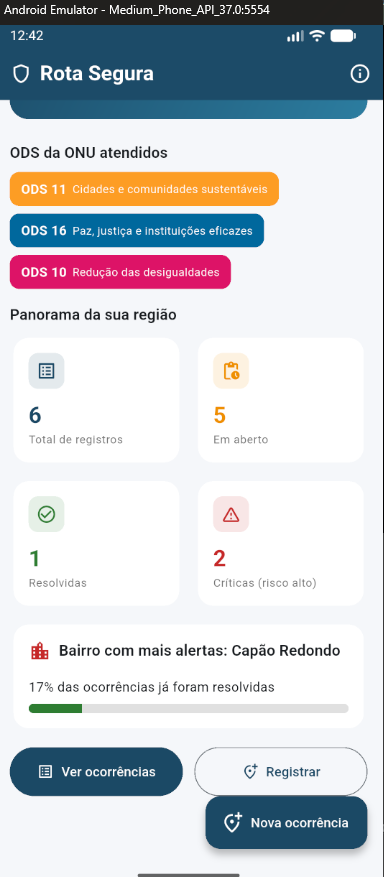 Android Emulator - Medium_Phone_API_37.0:5554
12:42
Rota Segura
ODS da ONU atendidos
ODS 11 Cidades e comunidades sustentáveis
ODS 16 Paz, justiça e instituições eficazes
ODS 10 Redução das desigualdades
Panorama da sua região
6
Total de registros
5
Em aberto
1
Resolvidas
2
Críticas (risco alto)
Bairro com mais alertas: Capão Redondo
17% das ocorrências já foram resolvidas
Ver ocorrências
Registrar
Nova ocorrência